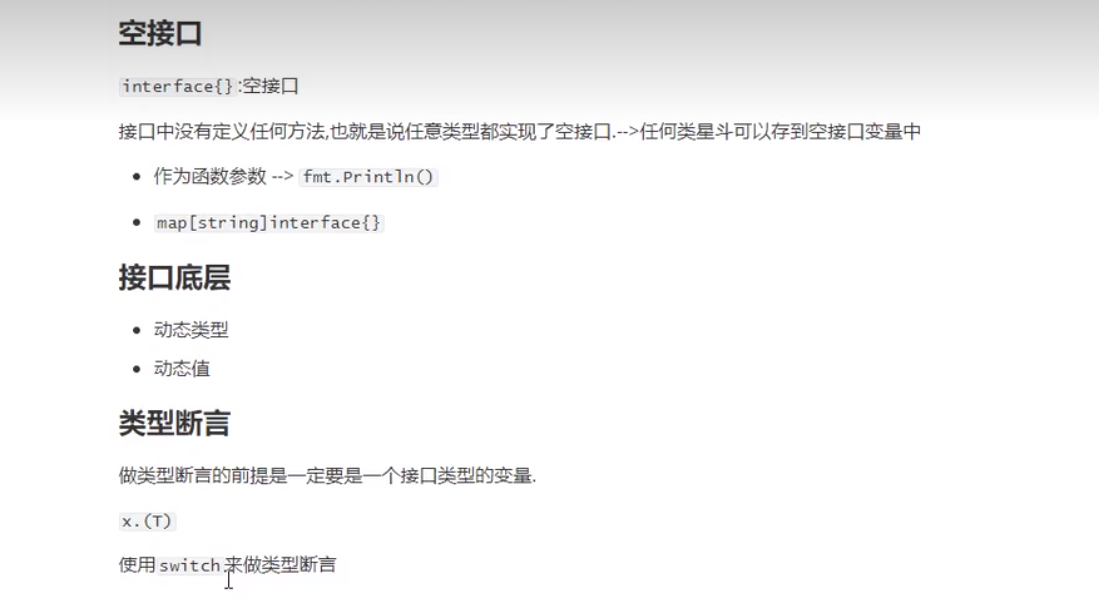 空接口
interface{}:空接口
接口中没有定义任何方法,也就是说任意类型都实现了空接口.-->任何类星斗可以存到空接口变量中
作为函数参数 --> fmt.Println()
map[string]interface{}
接口底层
动态类型
动态值
类型断言
做类型断言的前提是一定要是一个接口类型的变量.
x.(T)
使用switch来做类型断言